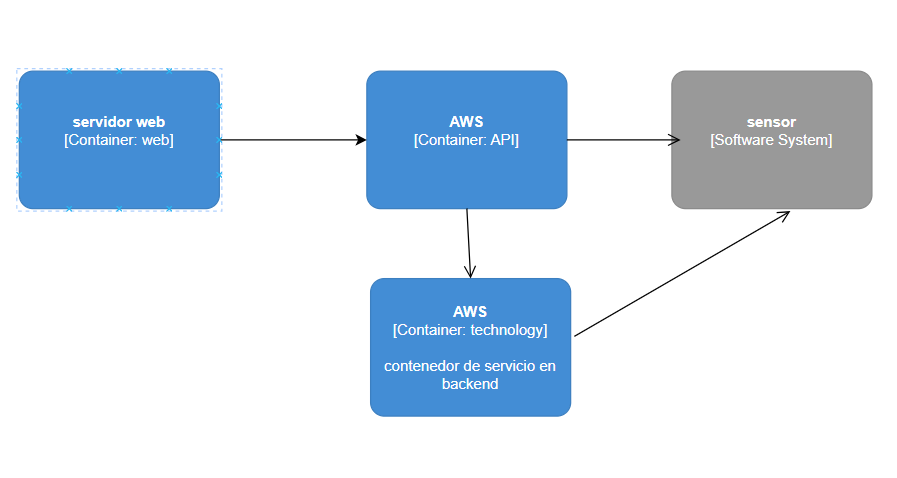 servidor web
[Container: web]
AWS
[Container: API]
sensor
[Software System]
AWS
[Container: technology]
contenedor de servicio en
backend